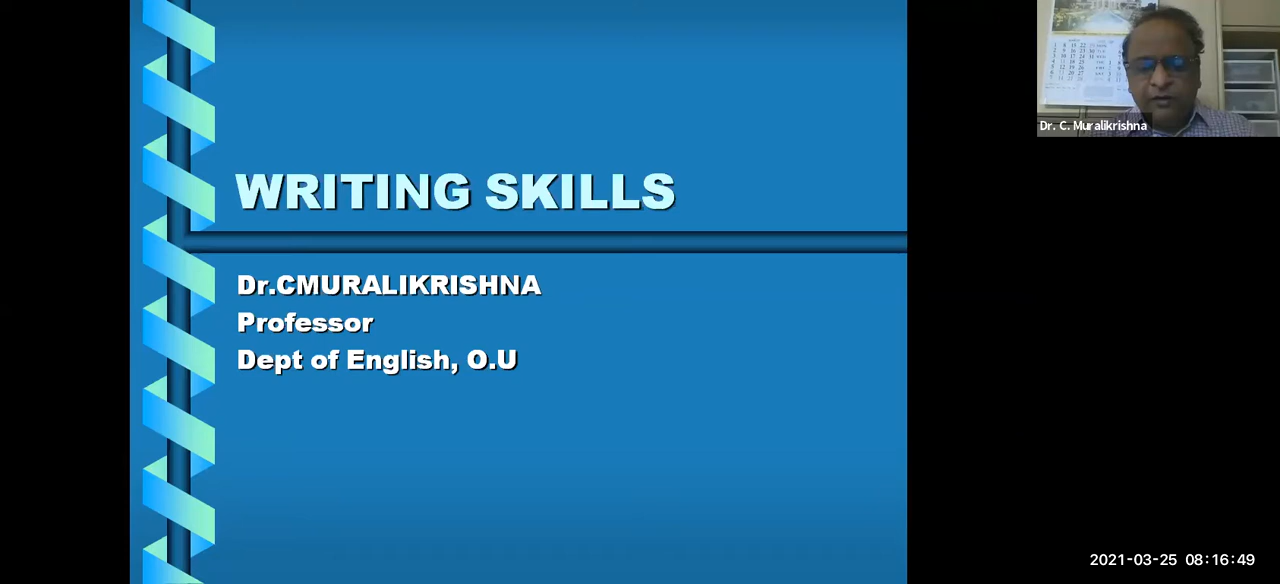 WRITING SKILLS
Dr.CMURALIKRISHNA
Professor
Dept of English, O.U
Dr. C. Muralikrishna
2021-03-25 08:16:49